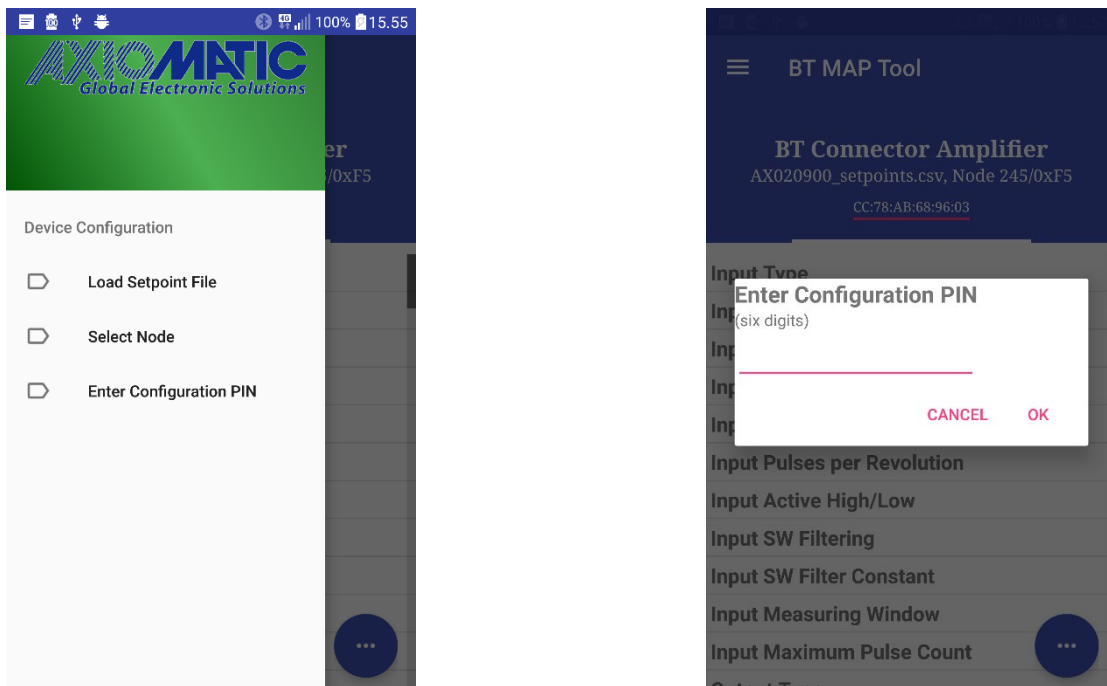 100% 15.55
AXIOMATIC
Global Electronic Solutions
er
/0xF5
Device Configuration
Load Setpoint File
Select Node
Enter Configuration PIN
BT MAP Tool
BT Connector Amplifier
AX020900_setpoints.csv, Node 245/0xF5
CC:78:AB:68:96:03
Input Type
Enter Configuration PIN
(six digits)
CANCEL OK
Input Pulses per Revolution
Input Active High/Low
Input SW Filtering
Input SW Filter Constant
Input Measuring Window
Input Maximum Pulse Count